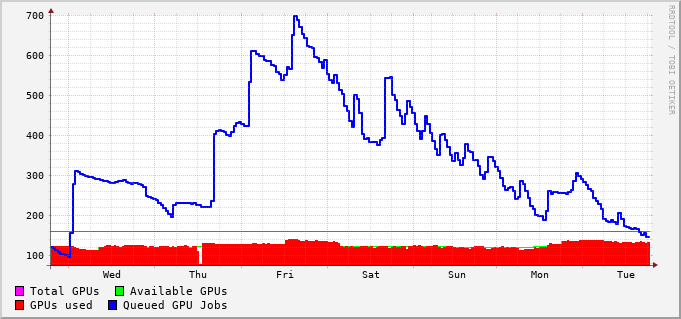 700
600
500
400
300
200
100
Wed Thu Fri Sat Sun Mon Tue
Total GPUs Available GPUs
GPUs used Queued GPU Jobs
RRDTOOL / TOBI OETIKER